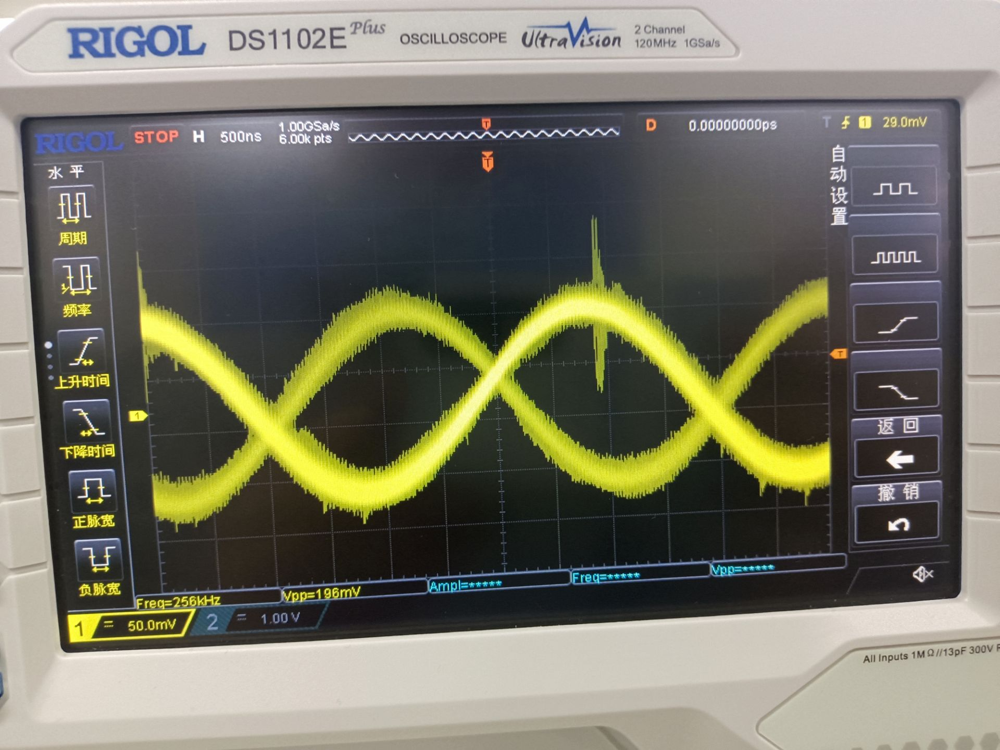 RIGOL DS1102E Plus OSCILLOSCOPE UltraVision 2 Channel
120MHz 1GSa/s
RIGOL STOP H 500ns 1.00GSa/s
6.00k pts
T
D 0.00000000ps T 1 29.0mV
T
水平
周期
频率
上升时间
下降时间
正脉宽
负脉宽
1
T
自动设置
返回
撤销
Freq=256kHz Vpp=196mV Ampl=***** Freq=***** Vpp=*****
1 50.0mV 2 1.00V
All Inputs 1MΩ//13pF 300V